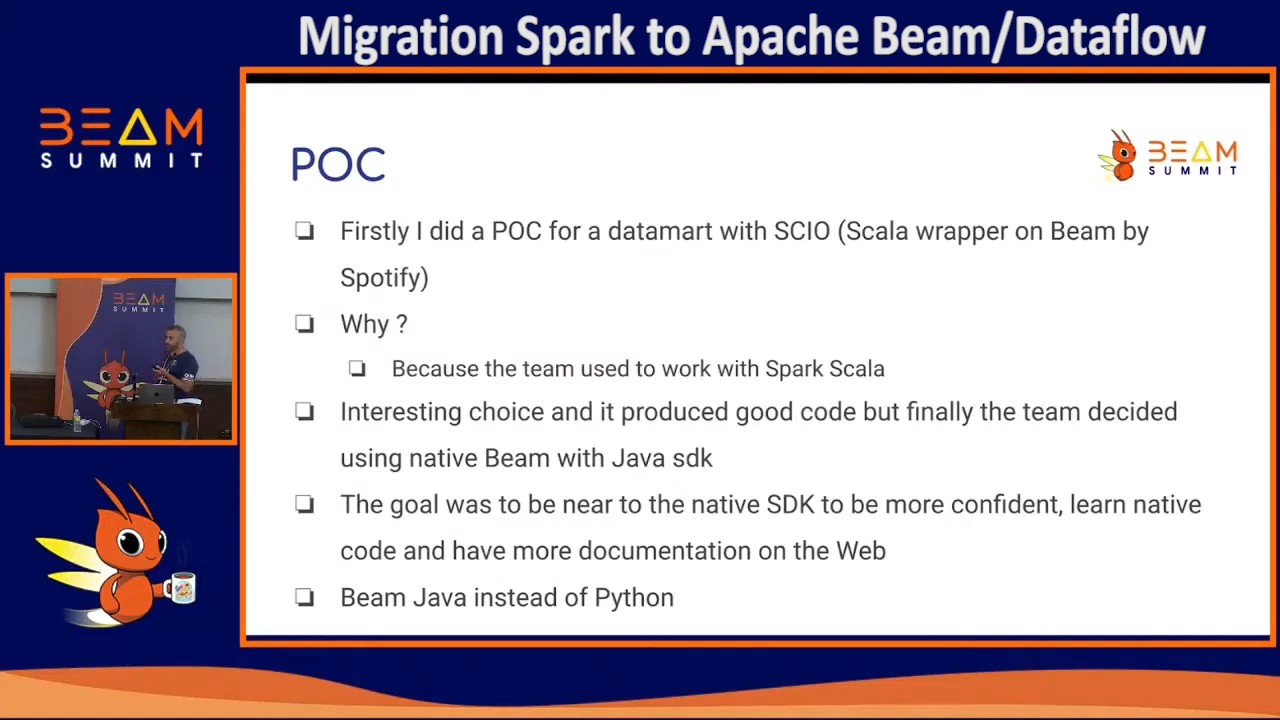 Migration Spark to Apache Beam/Dataflow
BEAM
SUMMIT
POC
BEAM
SUMMIT
Firstly I did a POC for a datamart with SCIO (Scala wrapper on Beam by
Spotify)
Why ?
Because the team used to work with Spark Scala
Interesting choice and it produced good code but finally the team decided
using native Beam with Java sdk
The goal was to be near to the native SDK to be more confident, learn native
code and have more documentation on the Web
Beam Java instead of Python
BEAM
SUMMIT